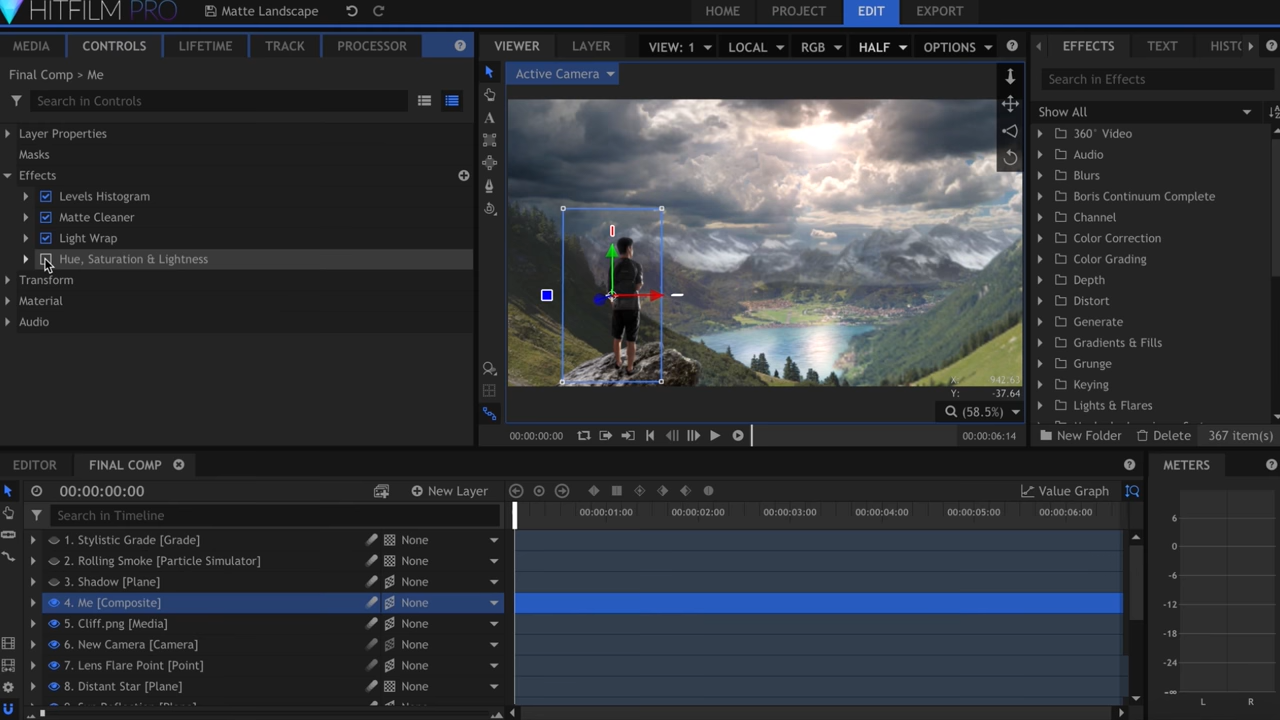 HITFILM PRO
Matte Landscape
HOME
PROJECT
EDIT
EXPORT
MEDIA
CONTROLS
LIFETIME
TRACK
PROCESSOR
Final Comp > Me
Search in Controls
Layer Properties
Masks
Effects
Levels Histogram
Matte Cleaner
Light Wrap
Hue, Saturation & Lightness
Transform
Material
Audio
VIEWER
LAYER
VIEW: 1
LOCAL
RGB
HALF
OPTIONS
Active Camera
X: 942.63
Y: -37.64
(58.5%)
00:00:00:00
00:00:06:14
EFFECTS
TEXT
HISTO
Search in Effects
Show All
360° Video
Audio
Blurs
Boris Continuum Complete
Channel
Color Correction
Color Grading
Depth
Distort
Generate
Gradients & Fills
Grunge
Keying
Lights & Flares
New Folder
Delete
367 item(s)
EDITOR
FINAL COMP
00:00:00:00
New Layer
Value Graph
Search in Timeline
00:00:01:00
00:00:02:00
00:00:03:00
00:00:04:00
00:00:05:00
00:00:06:00
1. Stylistic Grade [Grade] None
2. Rolling Smoke [Particle Simulator] None
3. Shadow [Plane] None
4. Me [Composite] None
5. Cliff.png [Media] None
6. New Camera [Camera] None
7. Lens Flare Point [Point] None
8. Distant Star [Plane] None
METERS
6
0
-6
-12
-18
-24
-∞
L R